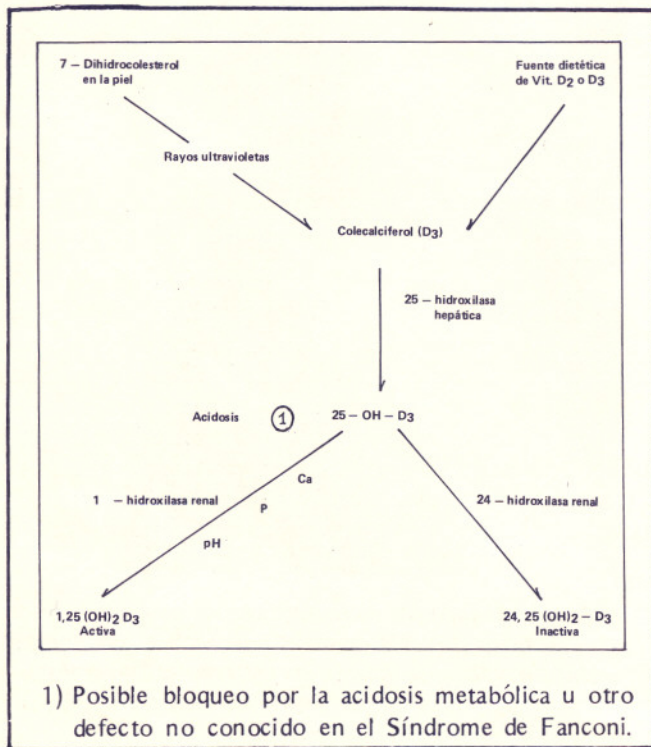 7 – Dihidrocolesterol
en la piel
Fuente dietética
de Vit. D2 o D3
Rayos ultravioletas
Colecalciferol (D3)
25 – hidroxilasa
hepática
Acidosis
1
25 – OH – D3
Ca
1 – hidroxilasa renal
P
24 – hidroxilasa renal
pH
1,25 (OH)2 D3
Activa
24, 25 (OH)2 – D3
Inactiva
1) Posible bloqueo por la acidosis metabólica u otro
defecto no conocido en el Síndrome de Fanconi.